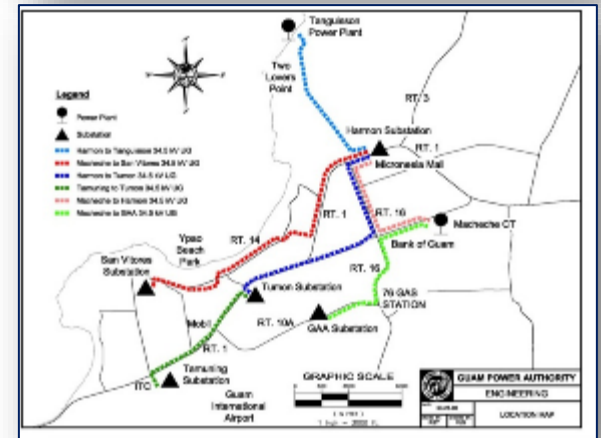 Tanguisson
Power Plant
Two
Lovers
Point
RT. 3
Legend
Power Plant
Substation
Harmon to Tanguisson 34.5 kV UG
Macheche to San Vitores 34.5 kV UG
Harmon to Tumon 34.5 kV UG
Tamuning to Tumon 34.5 kV UG
Macheche to Harmon 34.5 kV UG
Macheche to GAA 34.5 kV UG
Harmon Substation
RT. 1
Micronesia Mall
RT. 1
RT. 16
Macheche CT
Bank of Guam
RT. 14
Ypao
Beach
Park
San Vitores
Substation
RT. 16
Tumon Substation
76 GAS
STATION
Mobil
RT. 10A
GAA Substation
RT. 1
ITC
Tamuning
Substation
Guam
International
Airport
GRAPHIC SCALE
GUAM POWER AUTHORITY
ENGINEERING
LOCATION MAP